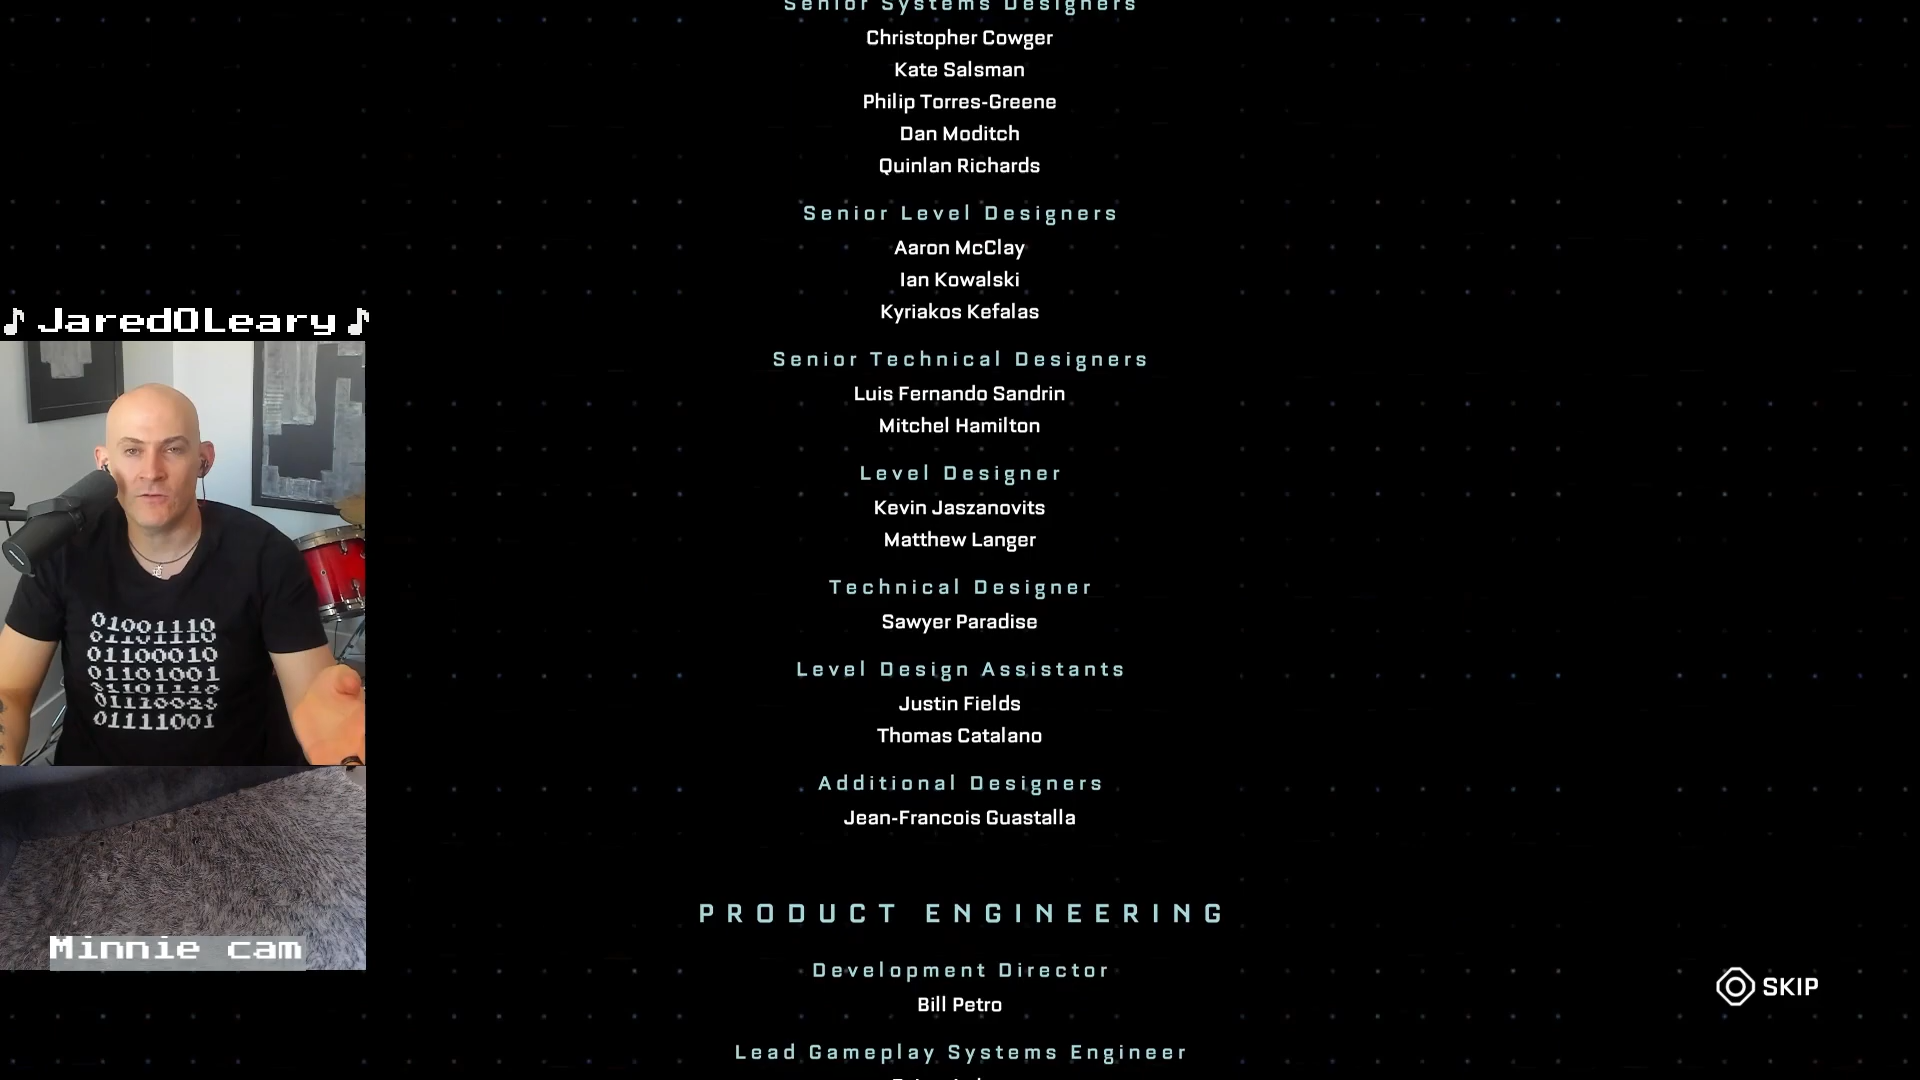 Senior Systems Designers
Christopher Cowger
Kate Salsman
Philip Torres-Greene
Dan Moditch
Quinlan Richards
Senior Level Designers
Aaron McClay
Ian Kowalski
Kyriakos Kefalas
Senior Technical Designers
Luis Fernando Sandrin
Mitchel Hamilton
Level Designer
Kevin Jaszanovits
Matthew Langer
Technical Designer
Sawyer Paradise
Level Design Assistants
Justin Fields
Thomas Catalano
Additional Designers
Jean-Francois Guastalla
PRODUCT ENGINEERING
Development Director
Bill Petro
Lead Gameplay Systems Engineer
♪ JaredOLeary ♪
01001110
01100010
01101001
01111001
Minnie cam
SKIP